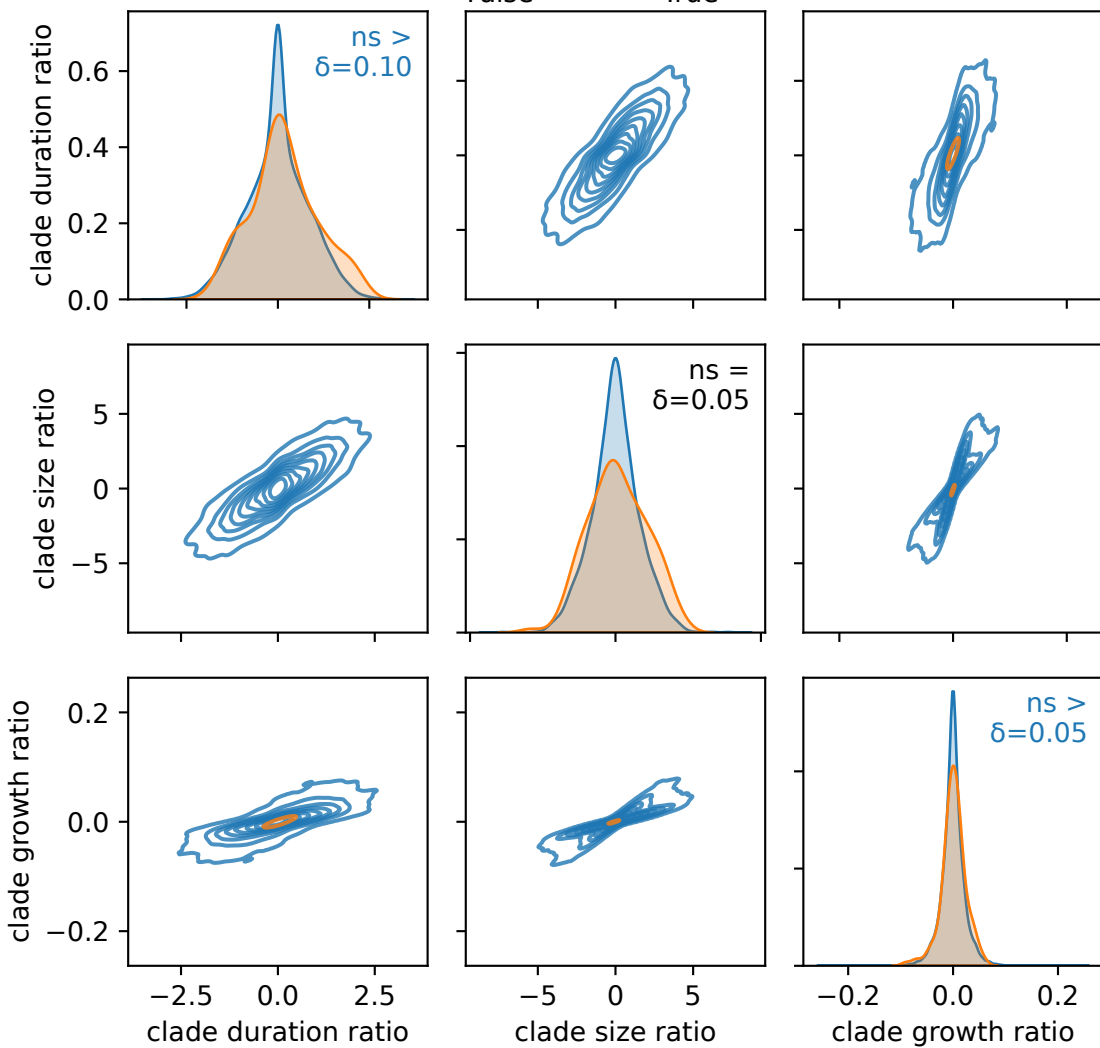 True
clade duration ratio
0.6
0.4
0.2
0.0
ns >
δ=0.10
clade size ratio
5
0
−5
ns =
δ=0.05
clade growth ratio
0.2
0.0
−0.2
ns >
δ=0.05
−2.5 0.0 2.5
−5 0 5
−0.2 0.0 0.2
clade duration ratio
clade size ratio
clade growth ratio